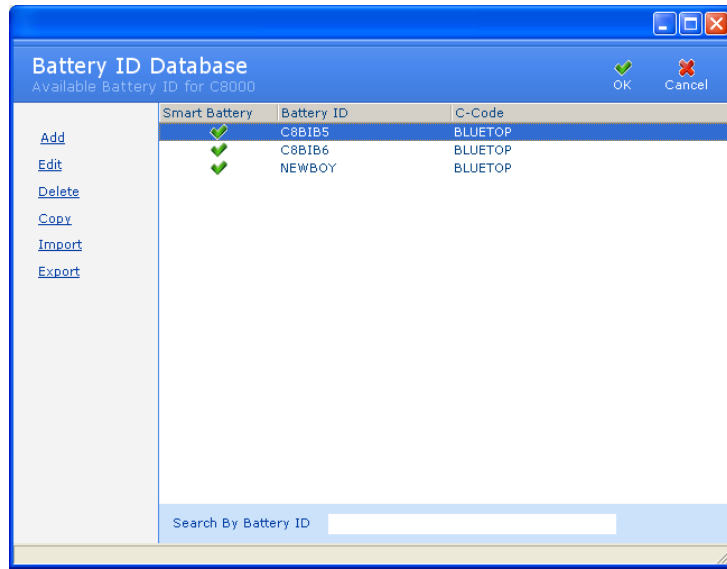 Battery ID Database
Available Battery ID for C8000
OK Cancel
Add
Edit
Delete
Copy
Import
Export
Smart Battery Battery ID C-Code
C8BIB5 BLUETOP
C8BIB6 BLUETOP
NEWBOY BLUETOP
Search By Battery ID